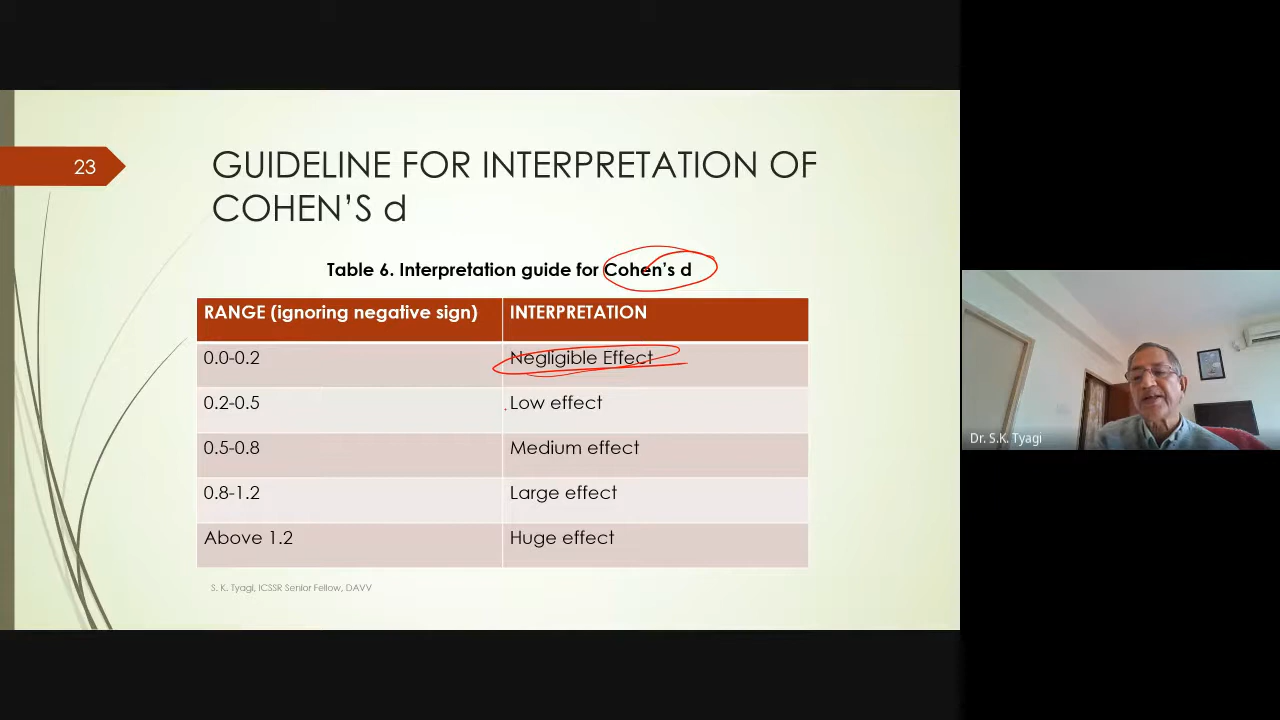 23
GUIDELINE FOR INTERPRETATION OF
COHEN'S d
Table 6. Interpretation guide for Cohen's d
RANGE (ignoring negative sign) INTERPRETATION
0.0-0.2 Negligible Effect
0.2-0.5 Low effect
0.5-0.8 Medium effect
0.8-1.2 Large effect
Above 1.2 Huge effect
S. K. Tyagi, ICSSR Senior Fellow, DAVV
Dr. S.K. Tyagi